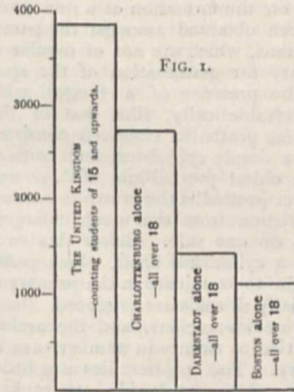 4000
FIG. 1.
3000
2000
1000
THE UNITED KINGDOM
—counting students of 15 and upwards.
CHARLOTTENBURG alone
—all over 18
DARMSTADT alone
—all over 18
BOSTON alone
—all over 18